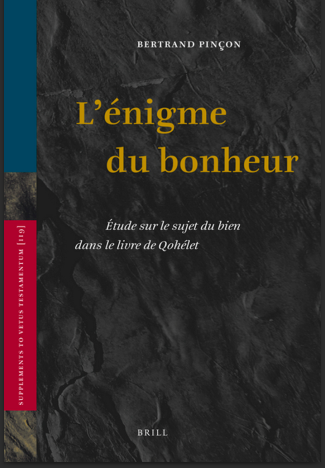 BERTRAND PINÇON
L'énigme
du bonheur
Étude sur le sujet du bien
dans le livre de Qohélet
SUPPLEMENTS TO VETUS TESTAMENTUM [119]
BRILL